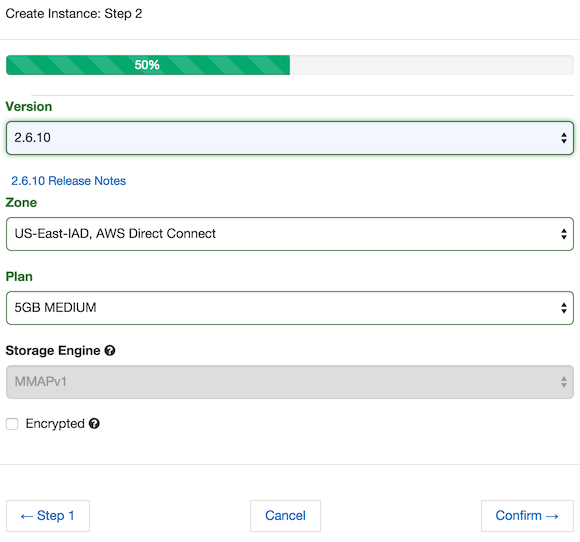 Create Instance: Step 2
50%
Version
2.6.10
2.6.10 Release Notes
Zone
US-East-IAD, AWS Direct Connect
Plan
5GB MEDIUM
Storage Engine
MMAPv1
Encrypted
← Step 1
Cancel
Confirm →